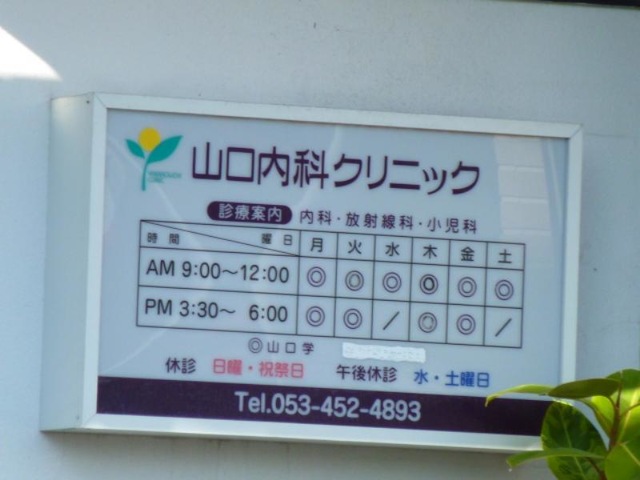 山口内科クリニック
YAMAGUCHI CLINIC
診療案内 内科・放射線科・小児科
時間 曜日 月 火 水 木 金 土
AM 9:00〜12:00 ◎ ◎ ◎ ◎ ◎ ◎
PM 3:30〜 6:00 ◎ ◎ / ◎ ◎ /
◎山口学
休診 日曜・祝祭日 午後休診 水・土曜日
Tel.053-452-4893